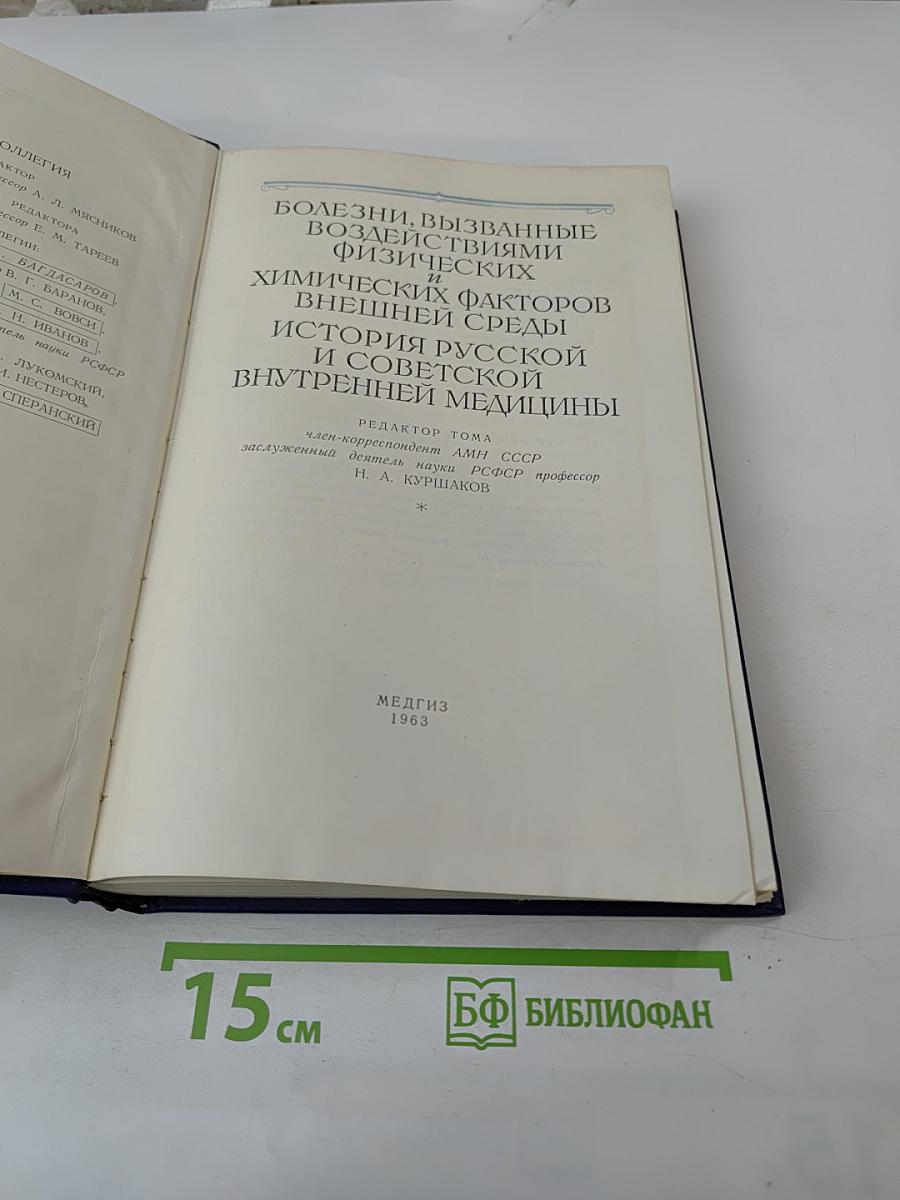 ОЛЛЕГИЯ
АКТОР
ессор А. Л. МЯСНИКОВ
РЕДАКТОРА
ессор Е. М. ТАРЕЕВ
ЛЕГИИ:
. БАГДАСАРОВ,
В. Г. БАРАНОВ,
М. С. ВОВСИ,
. Н. ИВАНОВ,
тель науки РСФСР
. ЛУКОМСКИЙ,
И. НЕСТЕРОВ,
СПЕРАНСКИЙ
БОЛЕЗНИ, ВЫЗВАННЫЕ
ВОЗДЕЙСТВИЯМИ
ФИЗИЧЕСКИХ
и
ХИМИЧЕСКИХ ФАКТОРОВ
ВНЕШНЕЙ СРЕДЫ
ИСТОРИЯ РУССКОЙ
И СОВЕТСКОЙ
ВНУТРЕННЕЙ МЕДИЦИНЫ
РЕДАКТОР ТОМА
член-корреспондент АМН СССР
заслуженный деятель науки РСФСР профессор
Н. А. КУРШАКОВ
*
МЕДГИЗ
1963
15 см
БФ БИБЛИОФАН